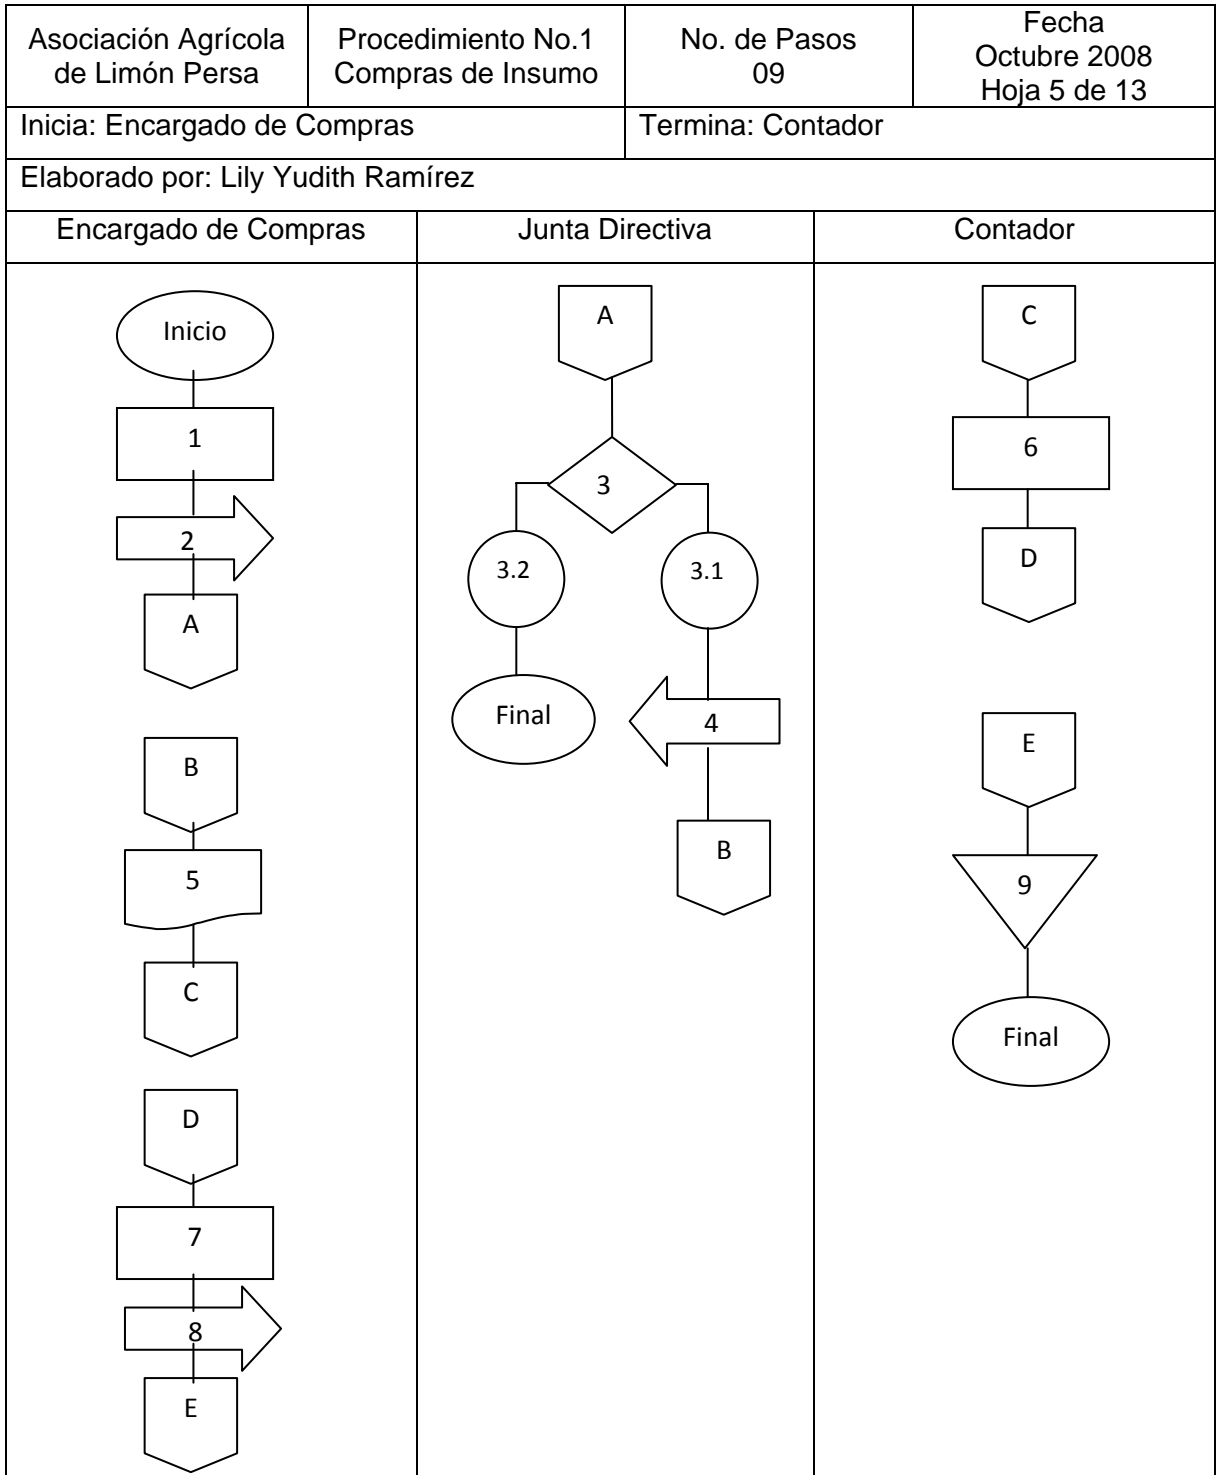 Asociación Agrícola
de Limón Persa
Procedimiento No.1
Compras de Insumo
No. de Pasos
09
Fecha
Octubre 2008
Hoja 5 de 13
Inicia: Encargado de Compras
Termina: Contador
Elaborado por: Lily Yudith Ramírez
Encargado de Compras
Junta Directiva
Contador
Inicio
1
2
A
B
5
C
D
7
8
E
A
3
3.2
3.1
Final
4
B
C
6
D
E
9
Final